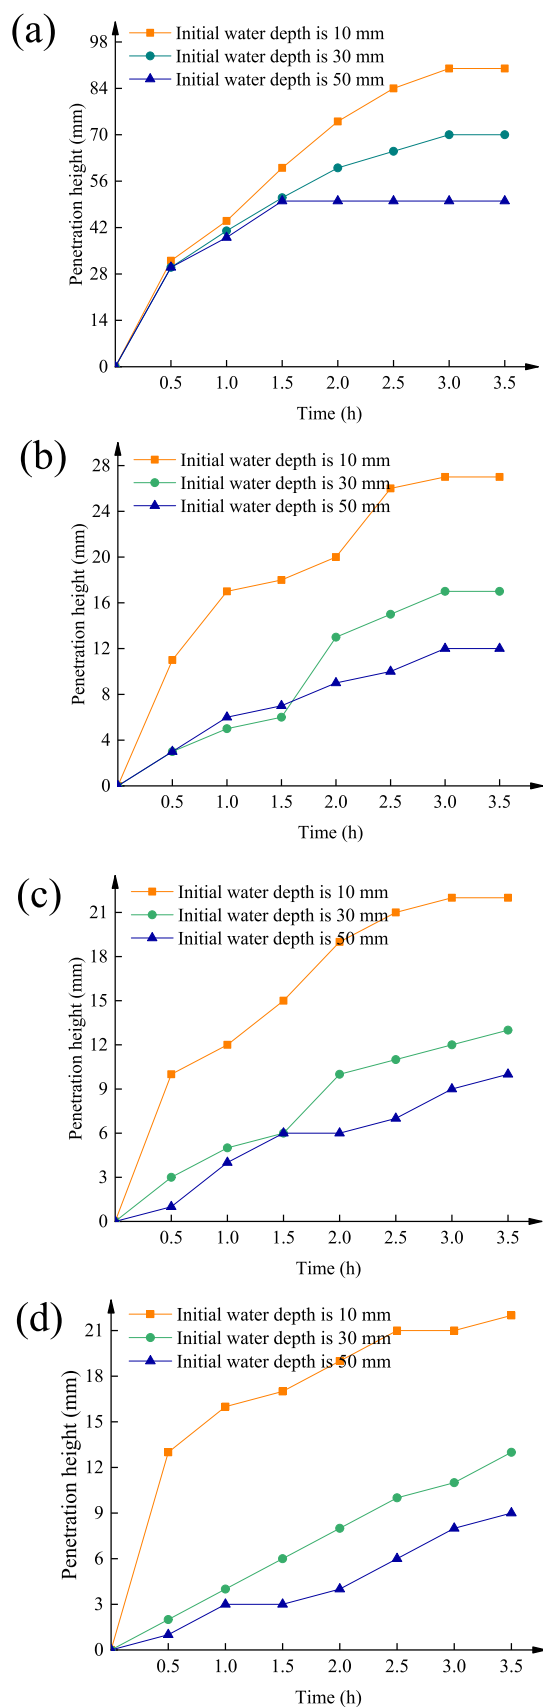 (a)
Initial water depth is 10 mm
Initial water depth is 30 mm
Initial water depth is 50 mm
98
84
70
56
42
28
14
0
Penetration height (mm)
0.5 1.0 1.5 2.0 2.5 3.0 3.5
Time (h)
(b)
Initial water depth is 10 mm
Initial water depth is 30 mm
Initial water depth is 50 mm
28
24
20
16
12
8
4
0
Penetration height (mm)
0.5 1.0 1.5 2.0 2.5 3.0 3.5
Time (h)
(c)
Initial water depth is 10 mm
Initial water depth is 30 mm
Initial water depth is 50 mm
21
18
15
12
9
6
3
0
Penetration height (mm)
0.5 1.0 1.5 2.0 2.5 3.0 3.5
Time (h)
(d)
Initial water depth is 10 mm
Initial water depth is 30 mm
Initial water depth is 50 mm
21
18
15
12
9
6
3
0
Penetration height (mm)
0.5 1.0 1.5 2.0 2.5 3.0 3.5
Time (h)